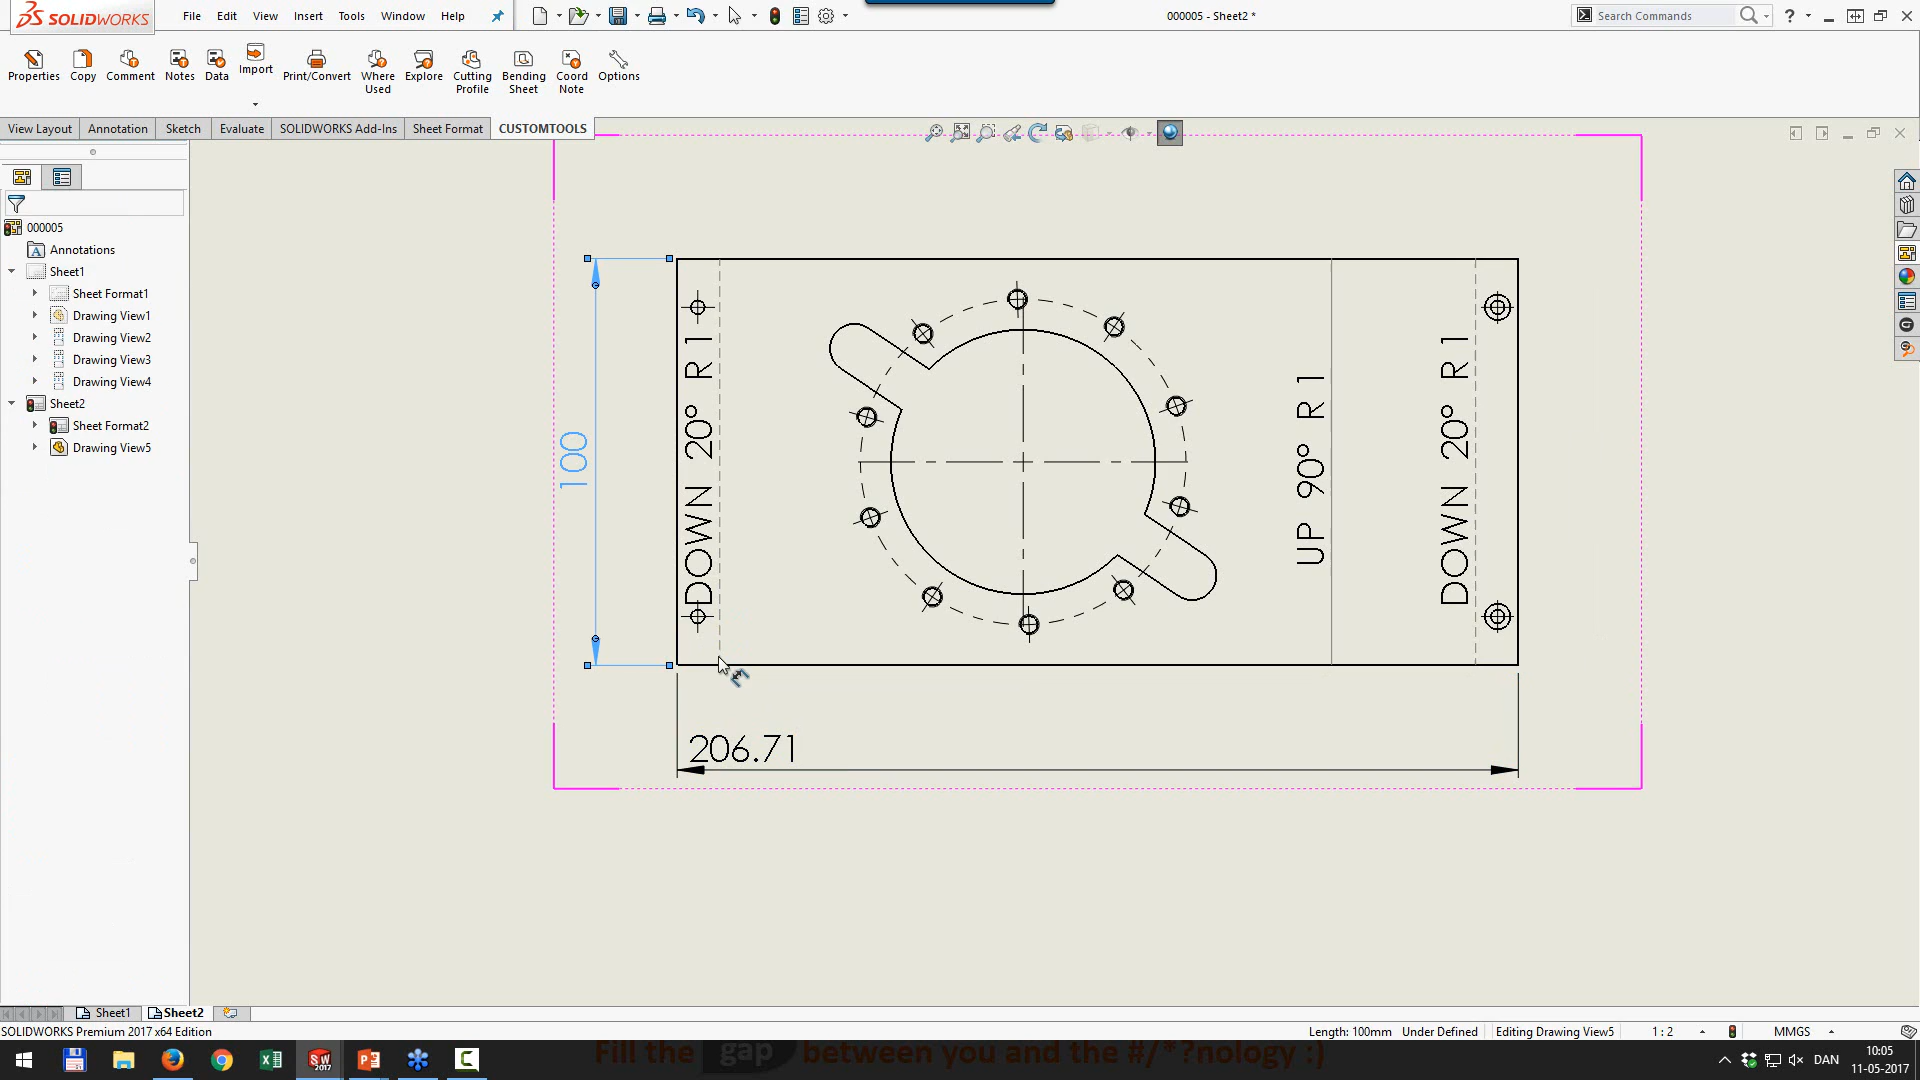 SOLIDWORKS
File Edit View Insert Tools Window Help
000005 - Sheet2 *
Search Commands
Properties Copy Comment Notes Data Import Print/Convert Where Used Explore Cutting Profile Bending Sheet Coord Note Options
View Layout Annotation Sketch Evaluate SOLIDWORKS Add-Ins Sheet Format CUSTOMTOOLS
000005
Annotations
Sheet1
Sheet Format1
Drawing View1
Drawing View2
Drawing View3
Drawing View4
Sheet2
Sheet Format2
Drawing View5
100
DOWN 20° R 1
UP 90° R 1
DOWN 20° R 1
206.71
Sheet1 Sheet2
SOLIDWORKS Premium 2017 x64 Edition
Length: 100mm Under Defined Editing Drawing View5 1 : 2 MMGS
Fill the gap between you and the #/*?nology :)
DAN
10:05
11-05-2017